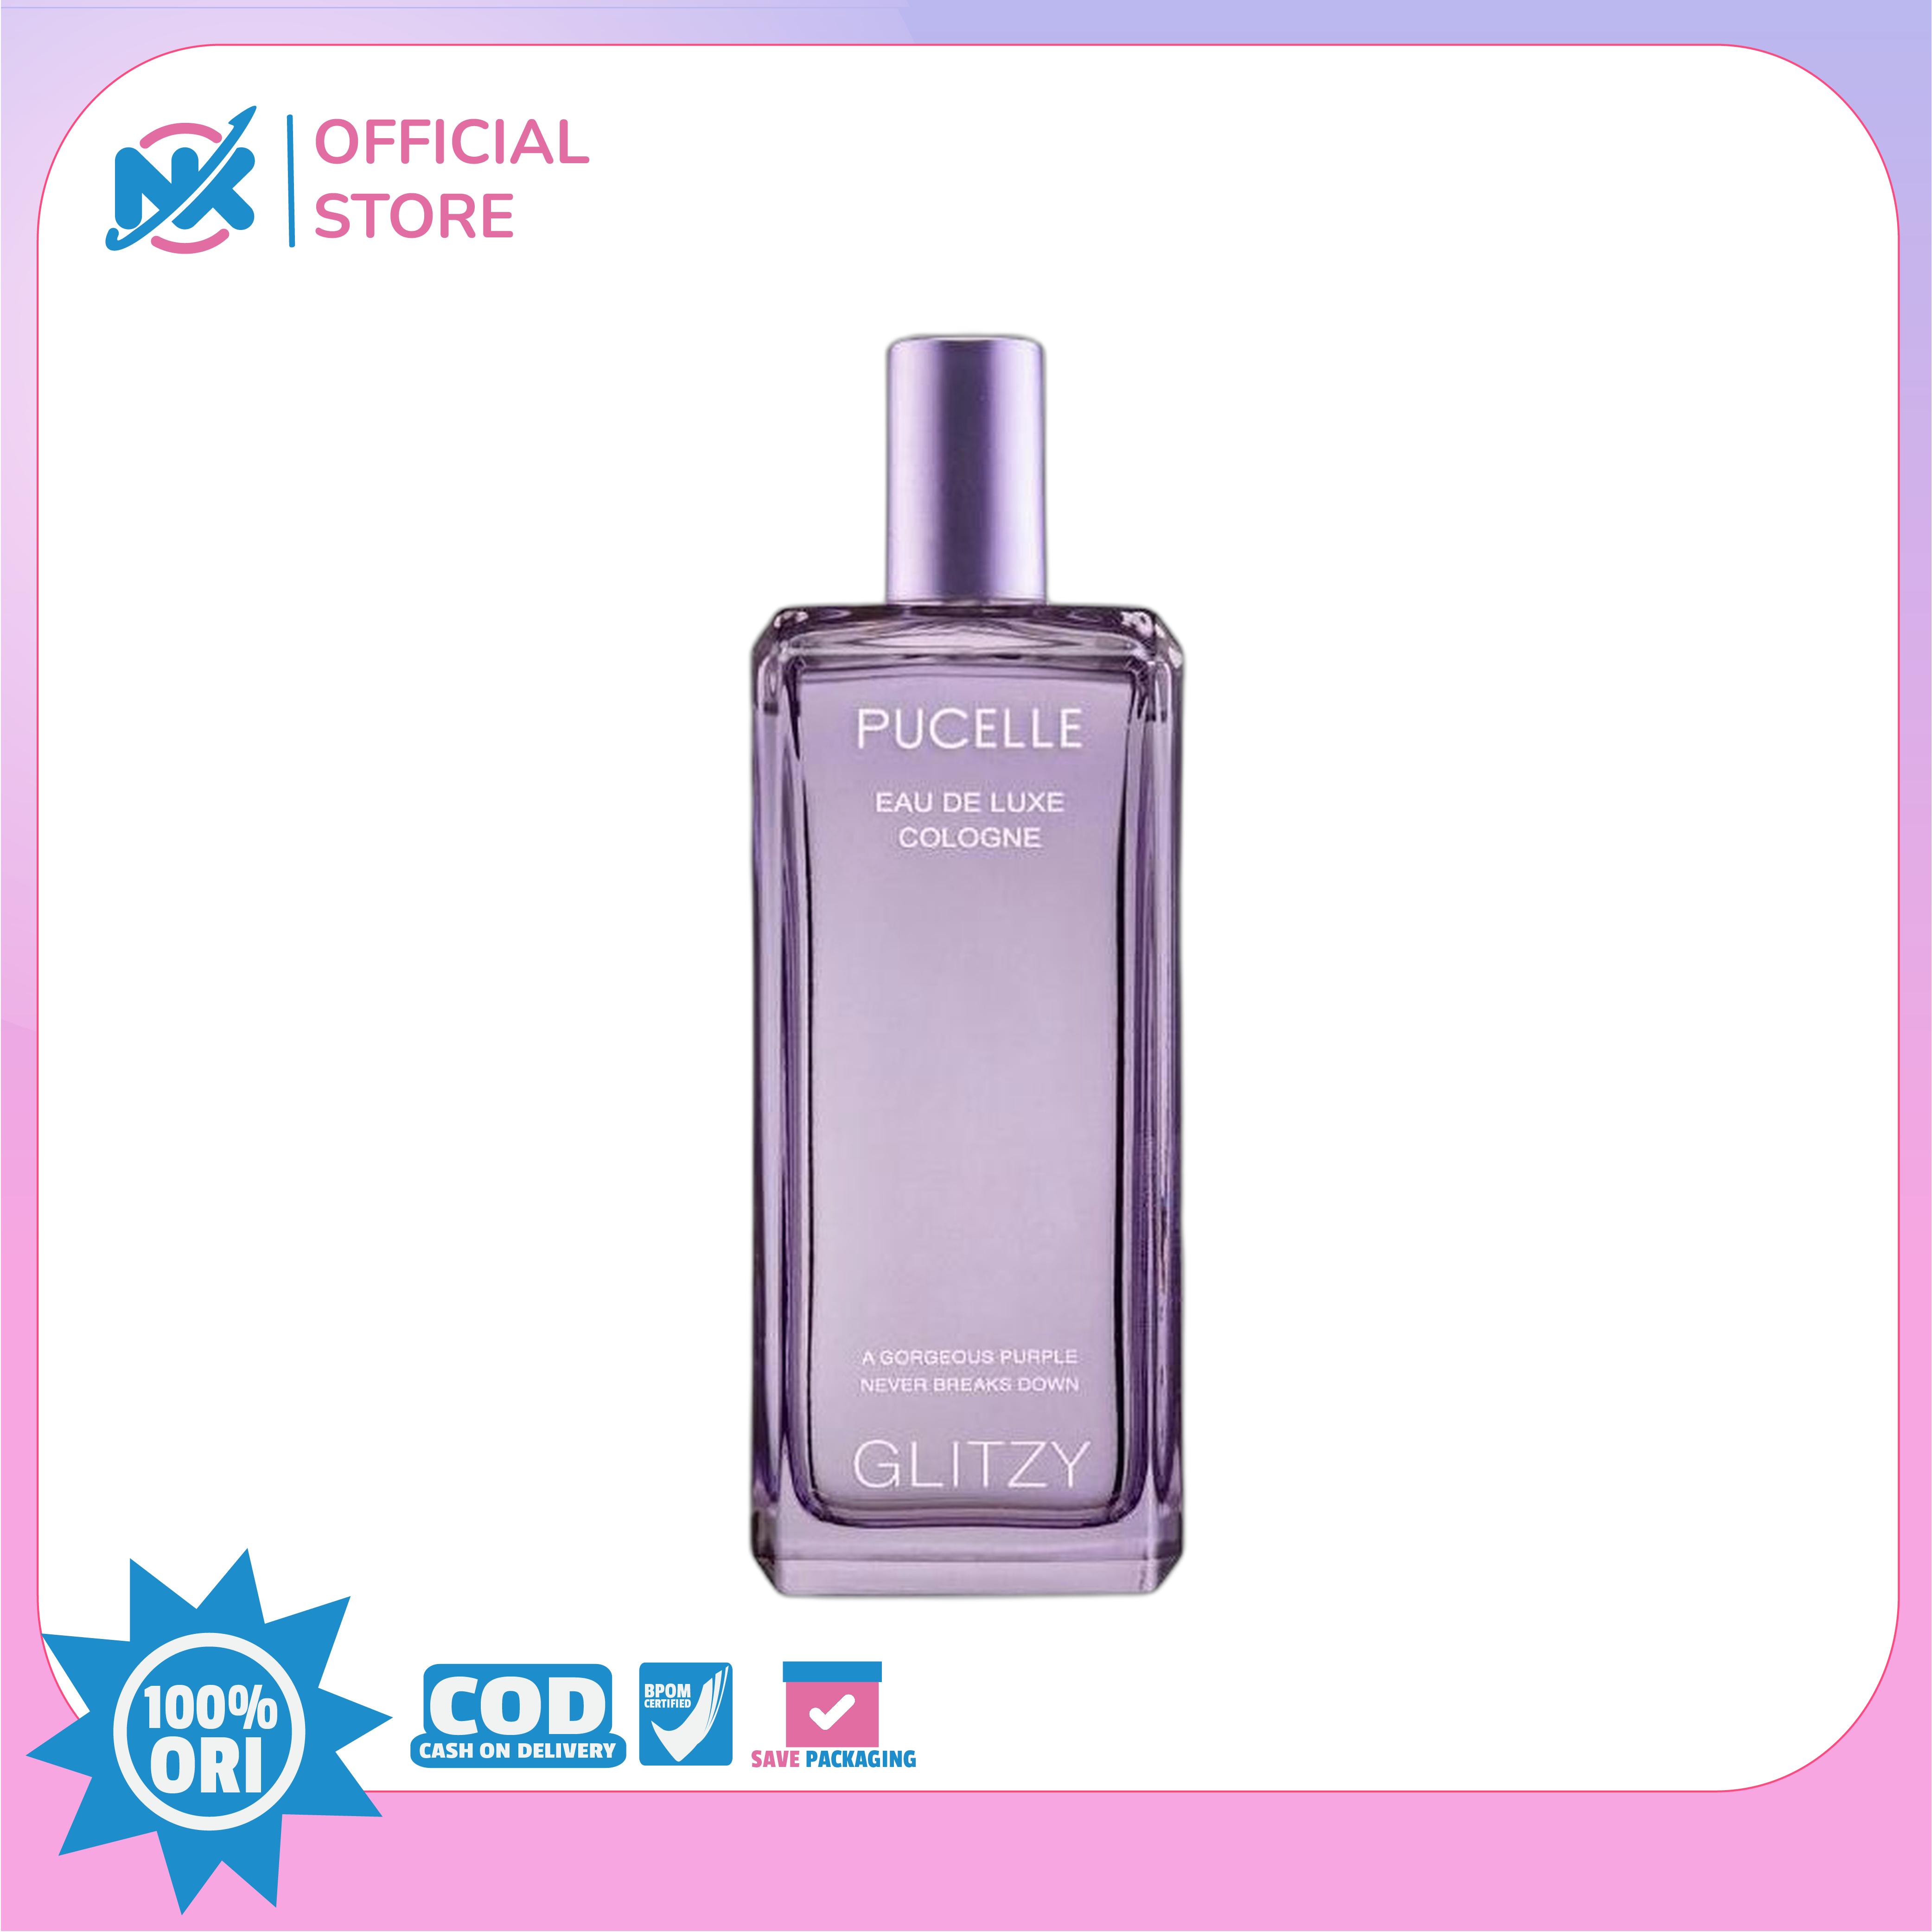 NK
OFFICIAL
STORE
PUCELLE
EAU DE LUXE
COLOGNE
A GORGEOUS PURPLE
NEVER BREAKS DOWN
GLITZY
100%
ORI
COD
CASH ON DELIVERY
BPOM
CERTIFIED
SAVE PACKAGING